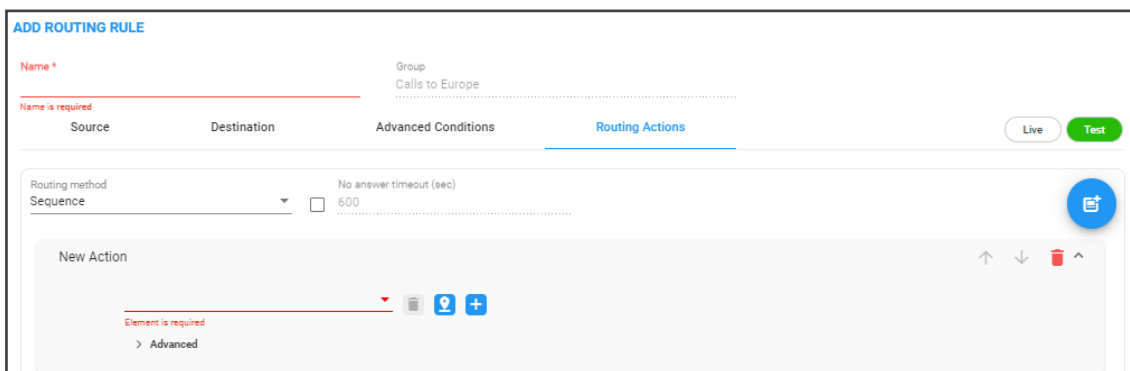 ADD ROUTING RULE
Name *
Group
Calls to Europe
Name is required
Source Destination Advanced Conditions Routing Actions Live Test
Routing method
No answer timeout (sec)
Sequence
600
New Action
Element is required
Advanced